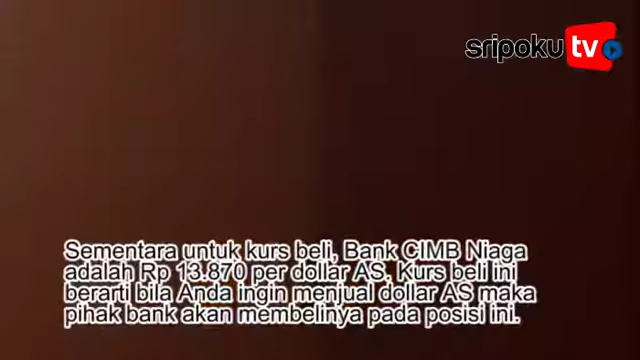 sripoku tv
Sementara untuk kurs beli, Bank CIMB Niaga
adalah Rp 13.870 per dollar AS. Kurs beli ini
berarti bila Anda ingin menjual dollar AS maka
pihak bank akan membelinya pada posisi ini.